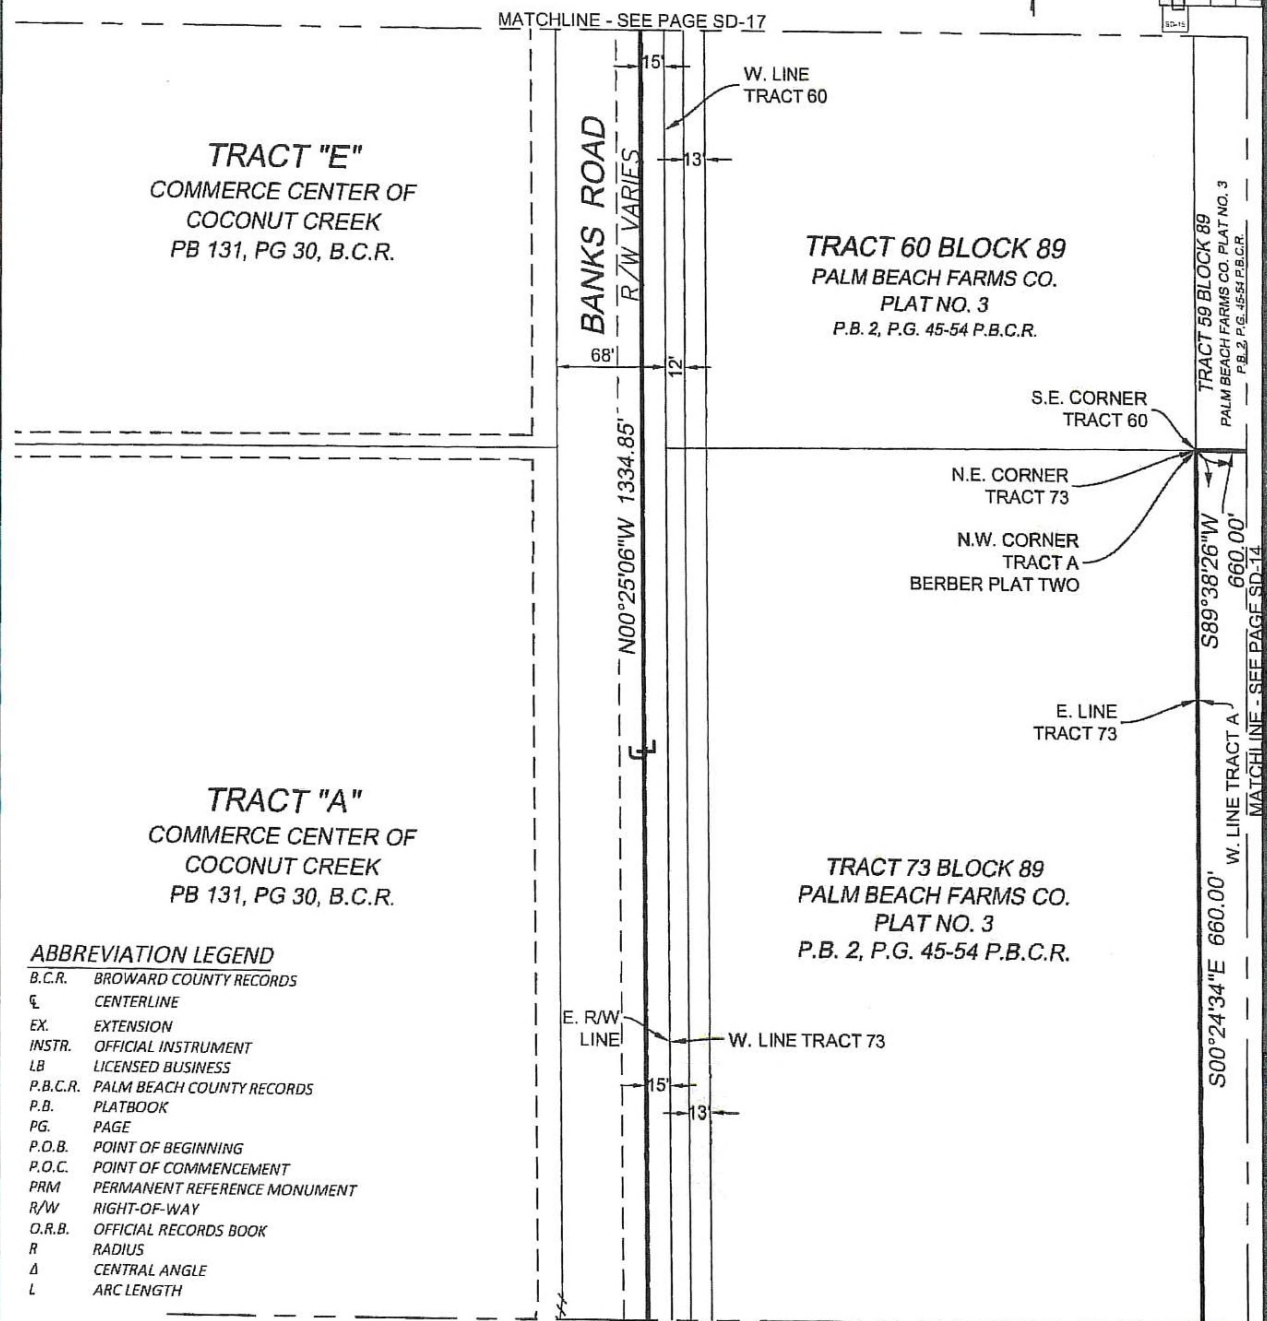 MATCHLINE - SEE PAGE SD-17
SD-15
15'
W. LINE
TRACT 60
13'
TRACT "E"
COMMERCE CENTER OF
COCONUT CREEK
PB 131, PG 30, B.C.R.
BANKS ROAD
R/W VARIES
TRACT 60 BLOCK 89
PALM BEACH FARMS CO.
PLAT NO. 3
P.B. 2, P.G. 45-54 P.B.C.R.
TRACT 59 BLOCK 89
PALM BEACH FARMS CO. PLAT NO. 3
P.B. 2, P.G. 45-54 P.B.C.R.
68'
12'
S.E. CORNER
TRACT 60
N00°25'06"W 1334.85'
N.E. CORNER
TRACT 73
N.W. CORNER
TRACT A
BERBER PLAT TWO
S89°38'26"W
660.00'
MATCHLINE - SEE PAGE SD-14
E. LINE
TRACT 73
W. LINE TRACT A
℄
TRACT "A"
COMMERCE CENTER OF
COCONUT CREEK
PB 131, PG 30, B.C.R.
TRACT 73 BLOCK 89
PALM BEACH FARMS CO.
PLAT NO. 3
P.B. 2, P.G. 45-54 P.B.C.R.
S00°24'34"E 660.00'
E. R/W
LINE
W. LINE TRACT 73
15'
13'
ABBREVIATION LEGEND
B.C.R. BROWARD COUNTY RECORDS
℄ CENTERLINE
EX. EXTENSION
INSTR. OFFICIAL INSTRUMENT
LB LICENSED BUSINESS
P.B.C.R. PALM BEACH COUNTY RECORDS
P.B. PLATBOOK
PG. PAGE
P.O.B. POINT OF BEGINNING
P.O.C. POINT OF COMMENCEMENT
PRM PERMANENT REFERENCE MONUMENT
R/W RIGHT-OF-WAY
O.R.B. OFFICIAL RECORDS BOOK
R RADIUS
Δ CENTRAL ANGLE
L ARC LENGTH